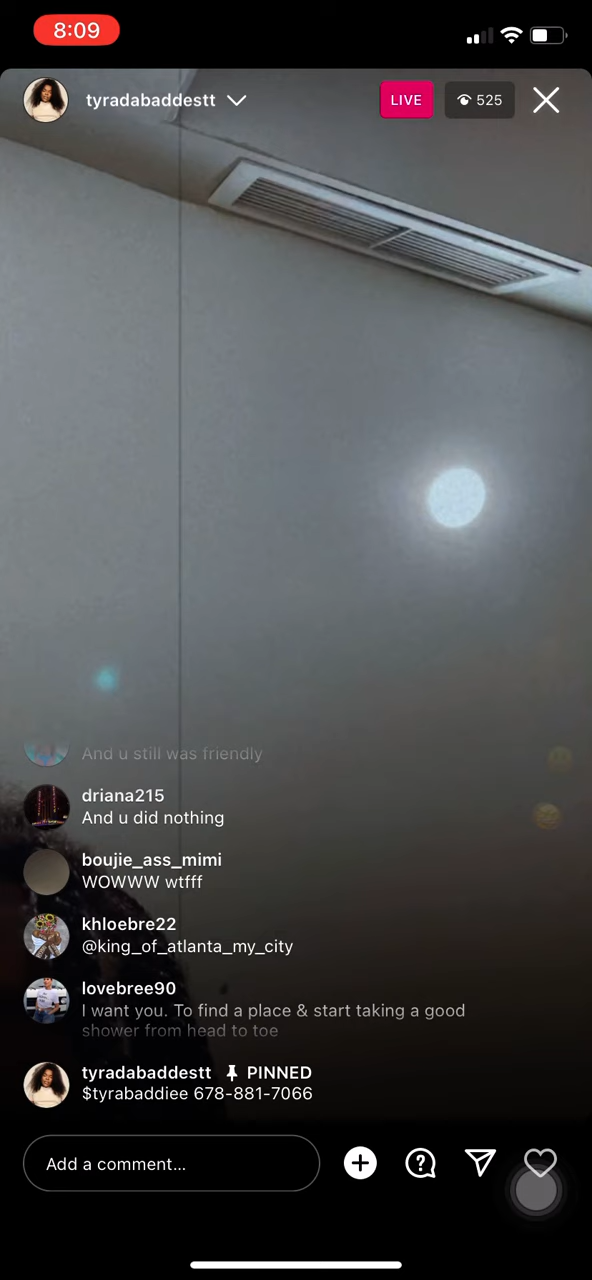 8:09
tyradabaddestt
LIVE
525
And u still was friendly
driana215
And u did nothing
boujie_ass_mimi
WOWWW wtfff
khloebre22
@king_of_atlanta_my_city
lovebree90
I want you. To find a place & start taking a good
shower from head to toe
tyradabaddestt PINNED
$tyrabaddiee 678-881-7066
Add a comment...